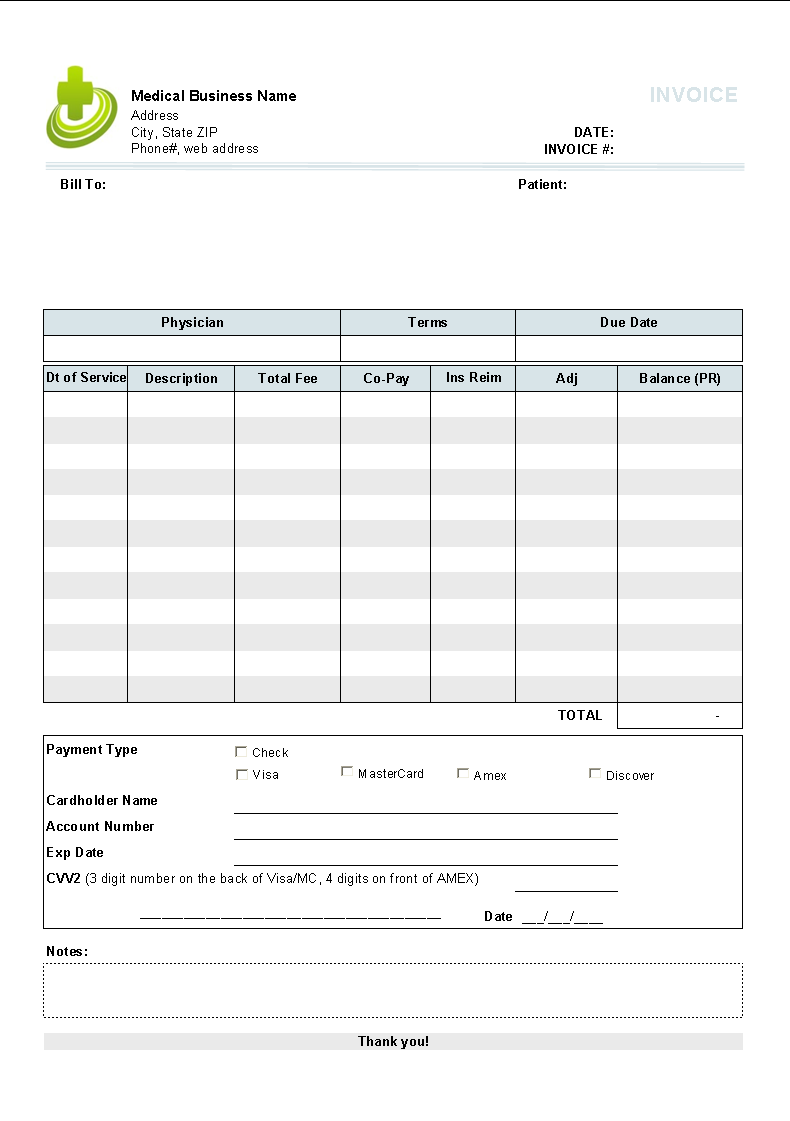 Medical Business Name
INVOICE
Address
City, State ZIP
DATE:
Phone#, web address
INVOICE #:
Bill To:
Patient:
Physician Terms Due Date
Dt of Service Description Total Fee Co-Pay Ins Reim Adj Balance (PR)
TOTAL -
Payment Type
Check
Visa MasterCard Amex Discover
Cardholder Name
Account Number
Exp Date
CVV2 (3 digit number on the back of Visa/MC, 4 digits on front of AMEX)
Date ___/___/____
Notes:
Thank you!